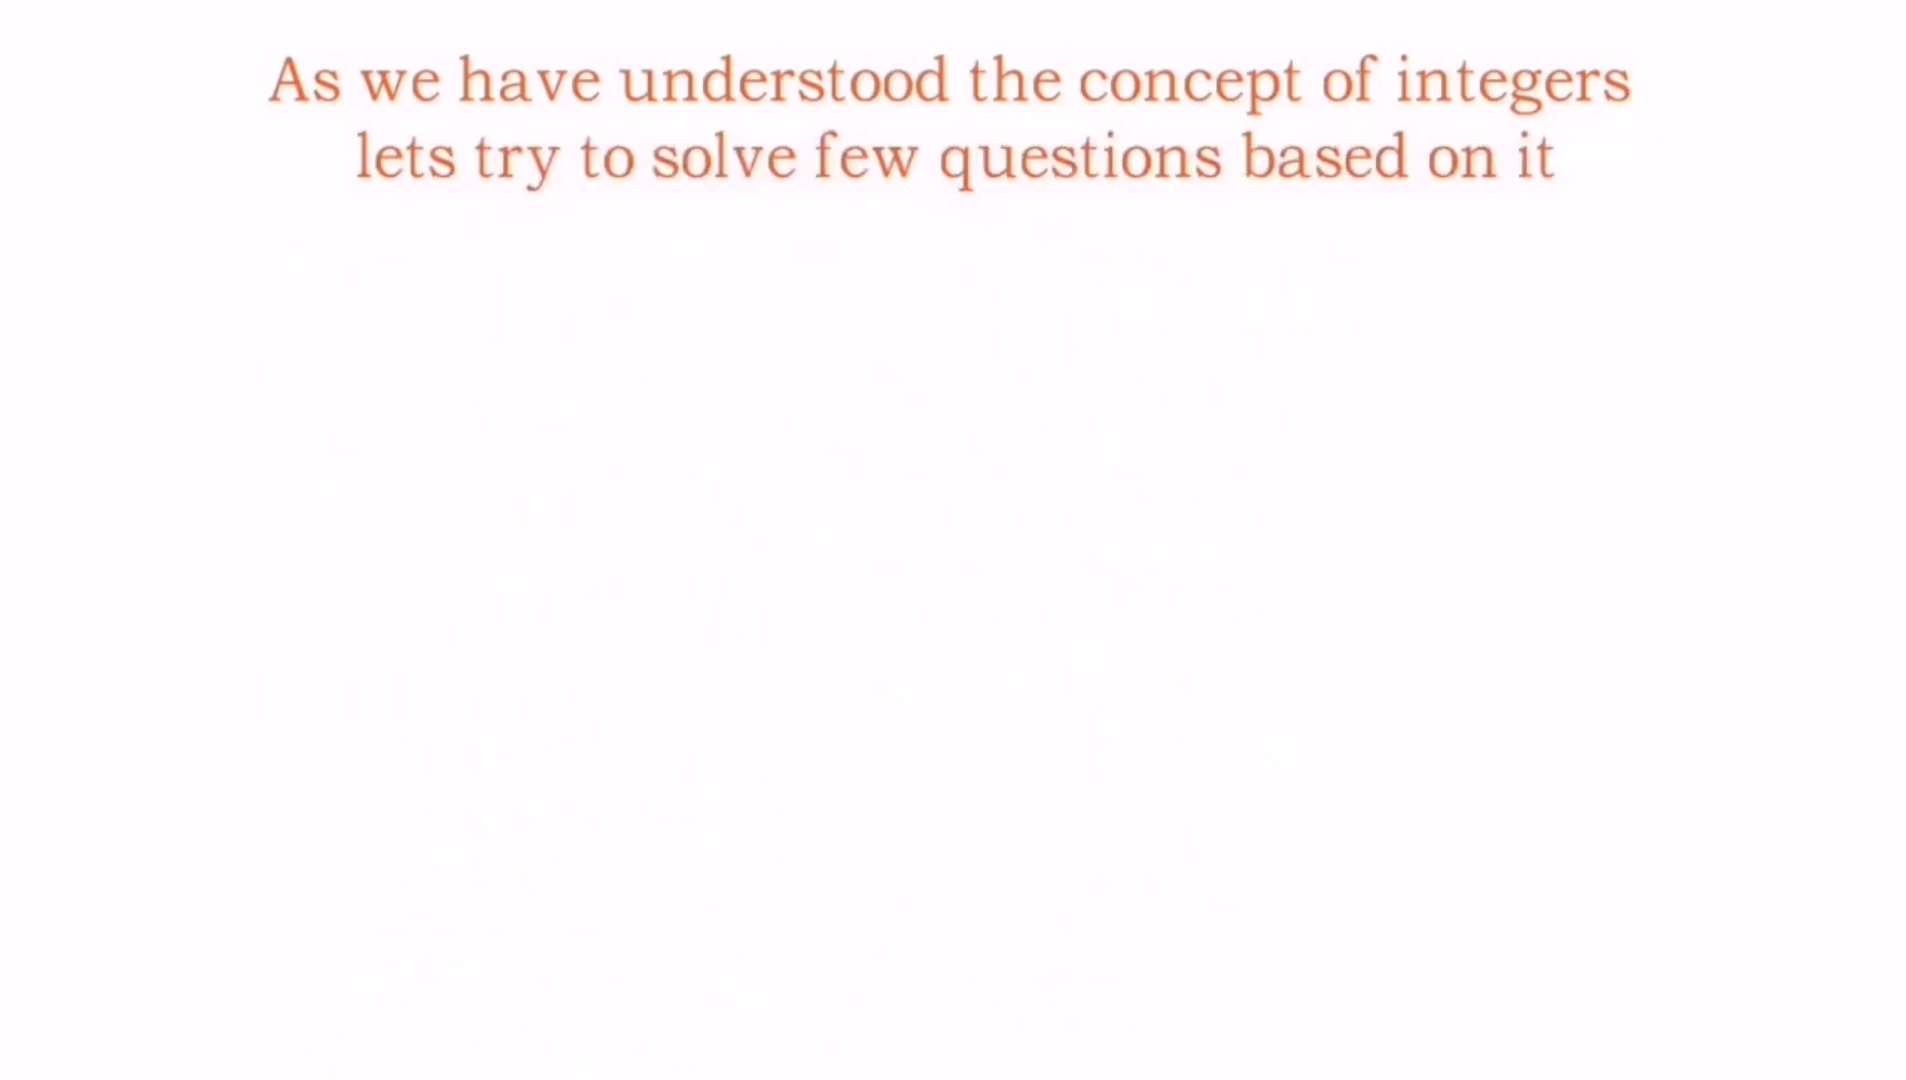 As we have understood the concept of integers
lets try to solve few questions based on it